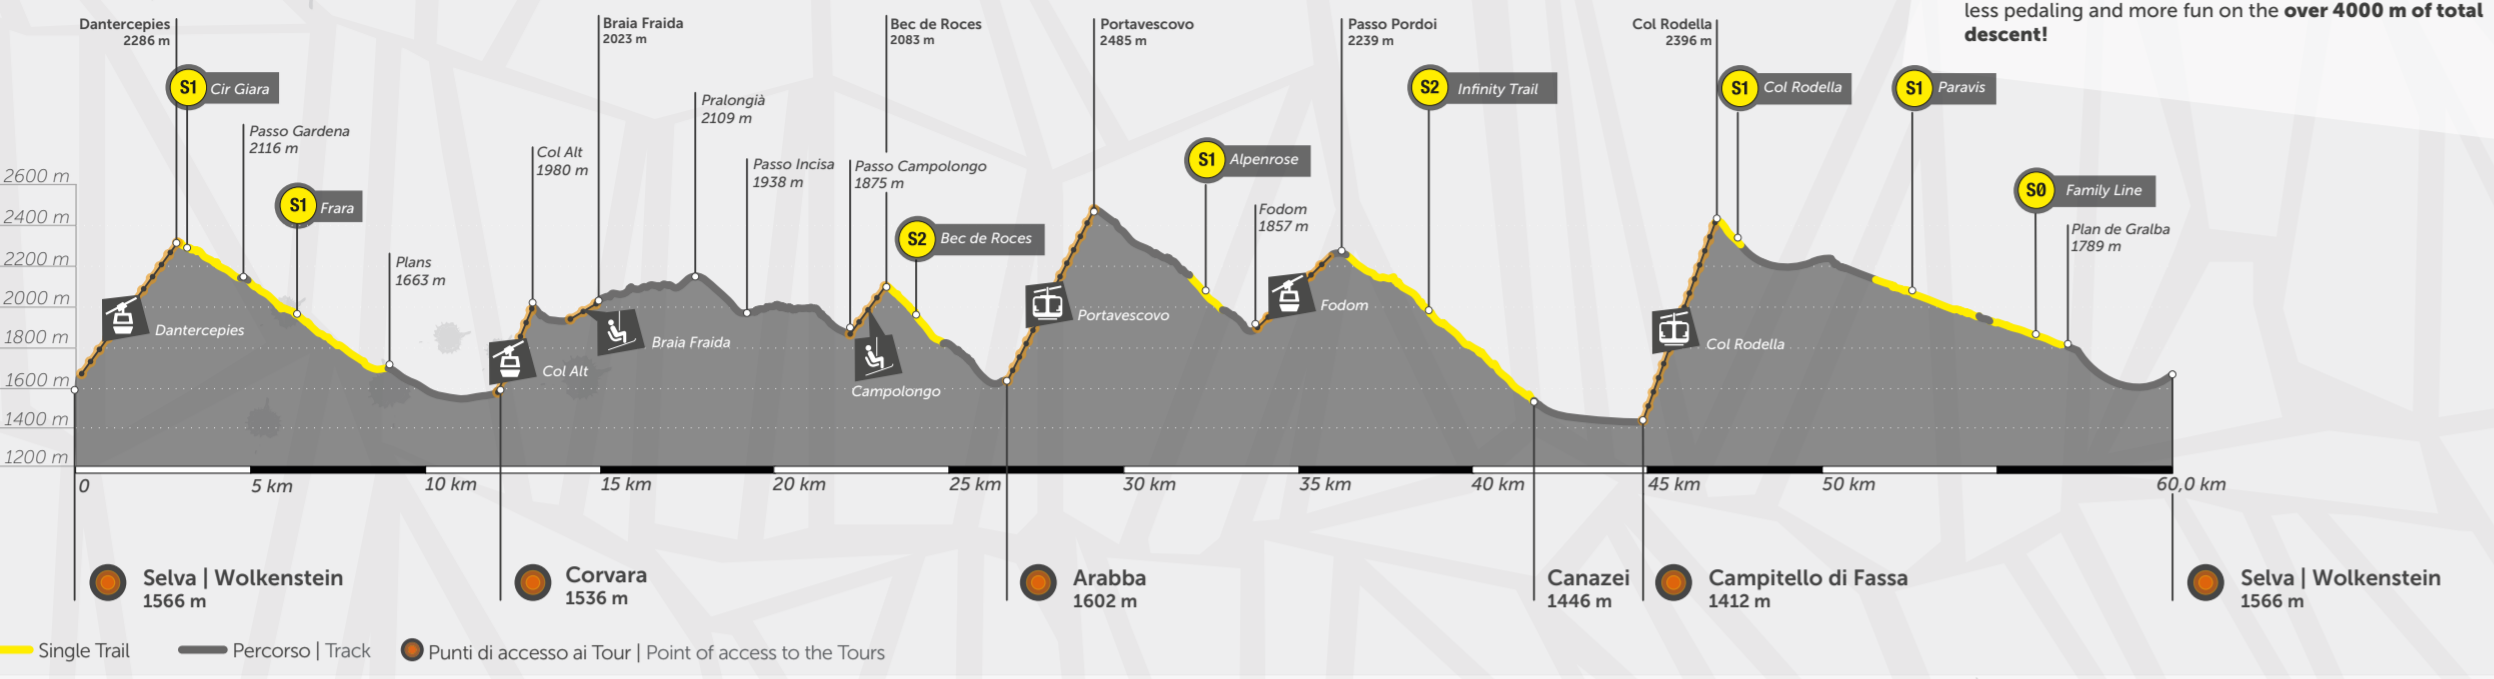 less pedaling and more fun on the over 4000 m of total
descent!
Dantercepies
2286 m
Braia Fraida
2023 m
Bec de Roces
2083 m
Portavescovo
2485 m
Passo Pordoi
2239 m
Col Rodella
2396 m
S1 Cir Giara
Pralongià
2109 m
S2 Infinity Trail
S1 Col Rodella
S1 Paravis
Passo Gardena
2116 m
Col Alt
1980 m
Passo Incisa
1938 m
Passo Campolongo
1875 m
S1 Alpenrose
S1 Frara
S2 Bec de Roces
Fodom
1857 m
S0 Family Line
Plan de Gralba
1789 m
Plans
1663 m
2600 m
2400 m
2200 m
2000 m
1800 m
1600 m
1400 m
1200 m
Dantercepies
Col Alt
Braia Fraida
Campolongo
Portavescovo
Fodom
Col Rodella
0
5 km
10 km
15 km
20 km
25 km
30 km
35 km
40 km
45 km
50 km
60,0 km
Selva | Wolkenstein
1566 m
Corvara
1536 m
Arabba
1602 m
Canazei
1446 m
Campitello di Fassa
1412 m
Selva | Wolkenstein
1566 m
Single Trail
Percorso | Track
Punti di accesso ai Tour | Point of access to the Tours